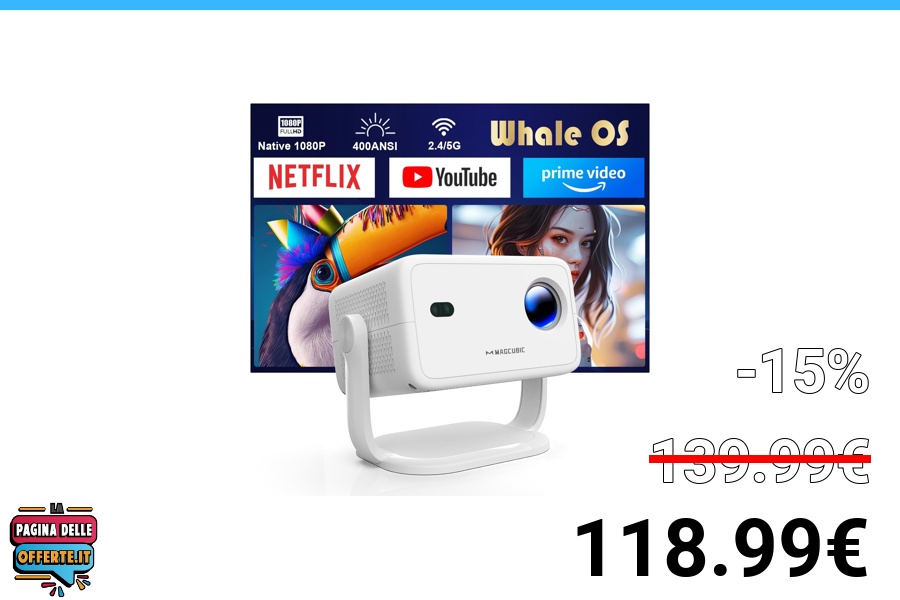 1080P
FULL HD
Native 1080P
400ANSI
2.4/5G
Whale OS
NETFLIX
YouTube
prime video
MAGCUBIC
-15%
139.99€
118.99€
LA
PAGINA DELLE
OFFERTE.IT